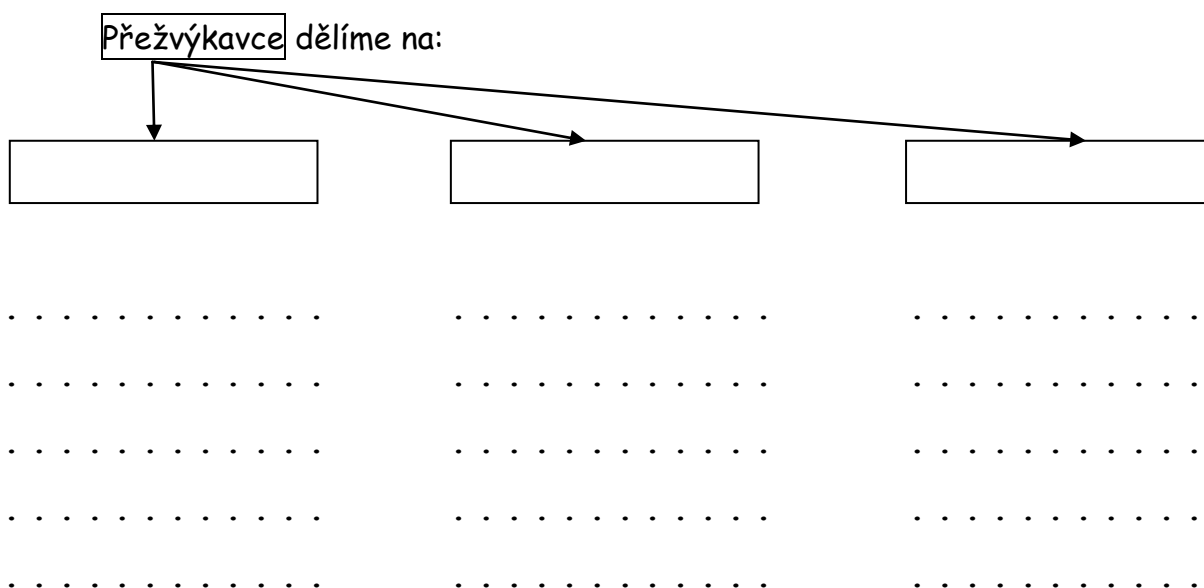 Přežvýkavce dělíme na:
. . . . . . . . . . . . . . . . . . . . . . . . . . . . . . . . . . .
. . . . . . . . . . . . . . . . . . . . . . . . . . . . . . . . . . .
. . . . . . . . . . . . . . . . . . . . . . . . . . . . . . . . . . .
. . . . . . . . . . . . . . . . . . . . . . . . . . . . . . . . . . .
. . . . . . . . . . . . . . . . . . . . . . . . . . . . . . . . . . .